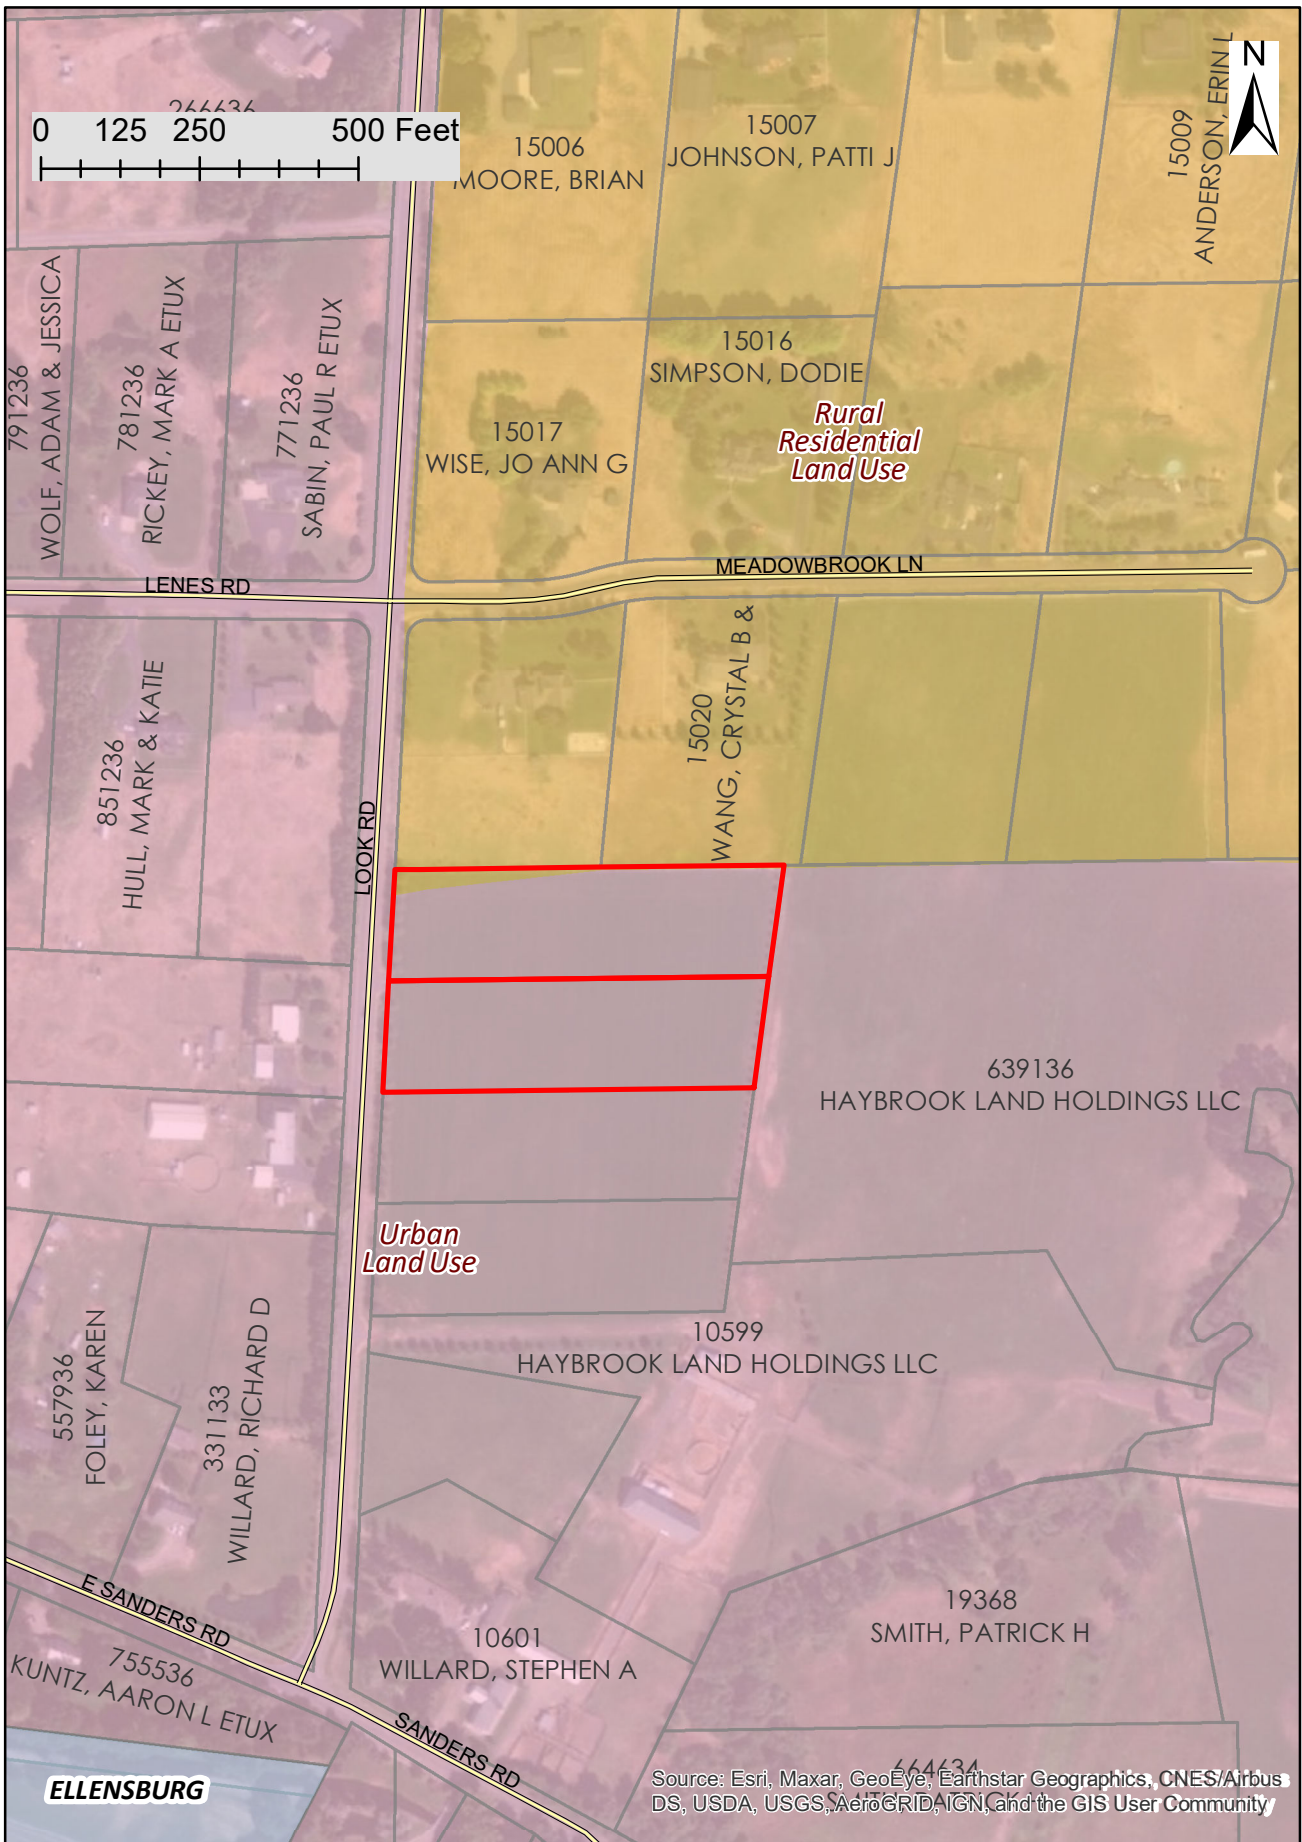 266636
0 125 250 500 Feet
N
15006
MOORE, BRIAN
15007
JOHNSON, PATTI J
15009
ANDERSON, ERIN L
791236
WOLF, ADAM & JESSICA
781236
RICKEY, MARK A ETUX
771236
SABIN, PAUL R ETUX
15016
SIMPSON, DODIE
15017
WISE, JO ANN G
Rural
Residential
Land Use
MEADOWBROOK LN
LENES RD
851236
HULL, MARK & KATIE
15020
WANG, CRYSTAL B &
LOOK RD
639136
HAYBROOK LAND HOLDINGS LLC
Urban
Land Use
10599
HAYBROOK LAND HOLDINGS LLC
557936
FOLEY, KAREN
331133
WILLARD, RICHARD D
E SANDERS RD
19368
SMITH, PATRICK H
10601
WILLARD, STEPHEN A
755536
KUNTZ, AARON L ETUX
SANDERS RD
ELLENSBURG
664634
Source: Esri, Maxar, GeoEye, Earthstar Geographics, CNES/Airbus
DS, USDA, USGS, AeroGRID, IGN, and the GIS User Community